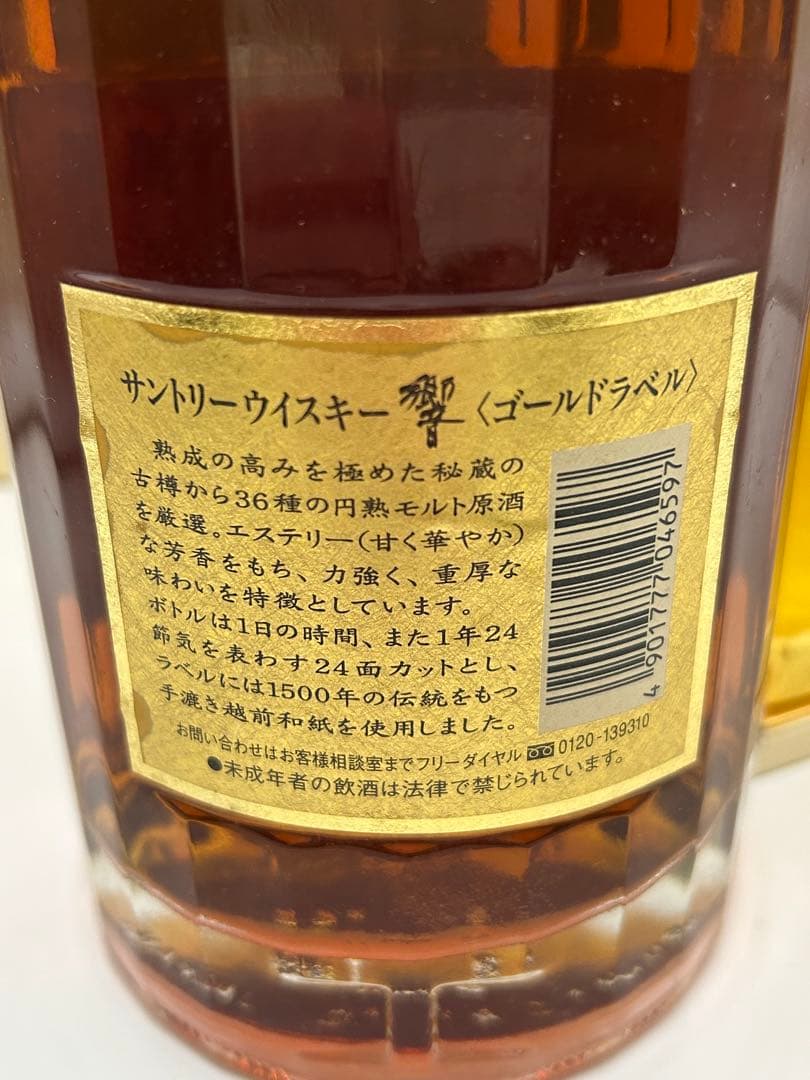 サントリーウイスキー 響〈ゴールドラベル〉
熟成の高みを極めた秘蔵の
古樽から36種の円熟モルト原酒
を厳選。エステリー(甘く華やか)
な芳香をもち、力強く、重厚な
味わいを特徴としています。
ボトルは1日の時間、また1年24
節気を表わす24面カットとし、
ラベルには1500年の伝統をもつ
手漉き越前和紙を使用しました。
お問い合わせはお客様相談室までフリーダイヤル 0120-139310
●未成年者の飲酒は法律で禁じられています。
4 901777 046597